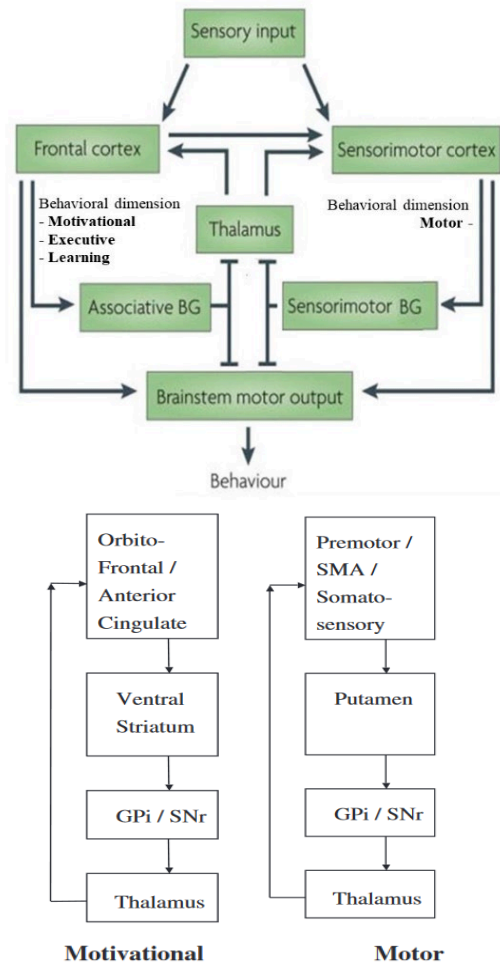 Sensory input
Frontal cortex
Sensorimotor cortex
Behavioral dimension
- Motivational
- Executive
- Learning
Behavioral dimension
Motor -
Thalamus
Associative BG
Sensorimotor BG
Brainstem motor output
Behaviour
Orbito-
Frontal /
Anterior
Cingulate
Ventral
Striatum
GPi / SNr
Thalamus
Motivational
Premotor /
SMA /
Somato-
sensory
Putamen
GPi / SNr
Thalamus
Motor